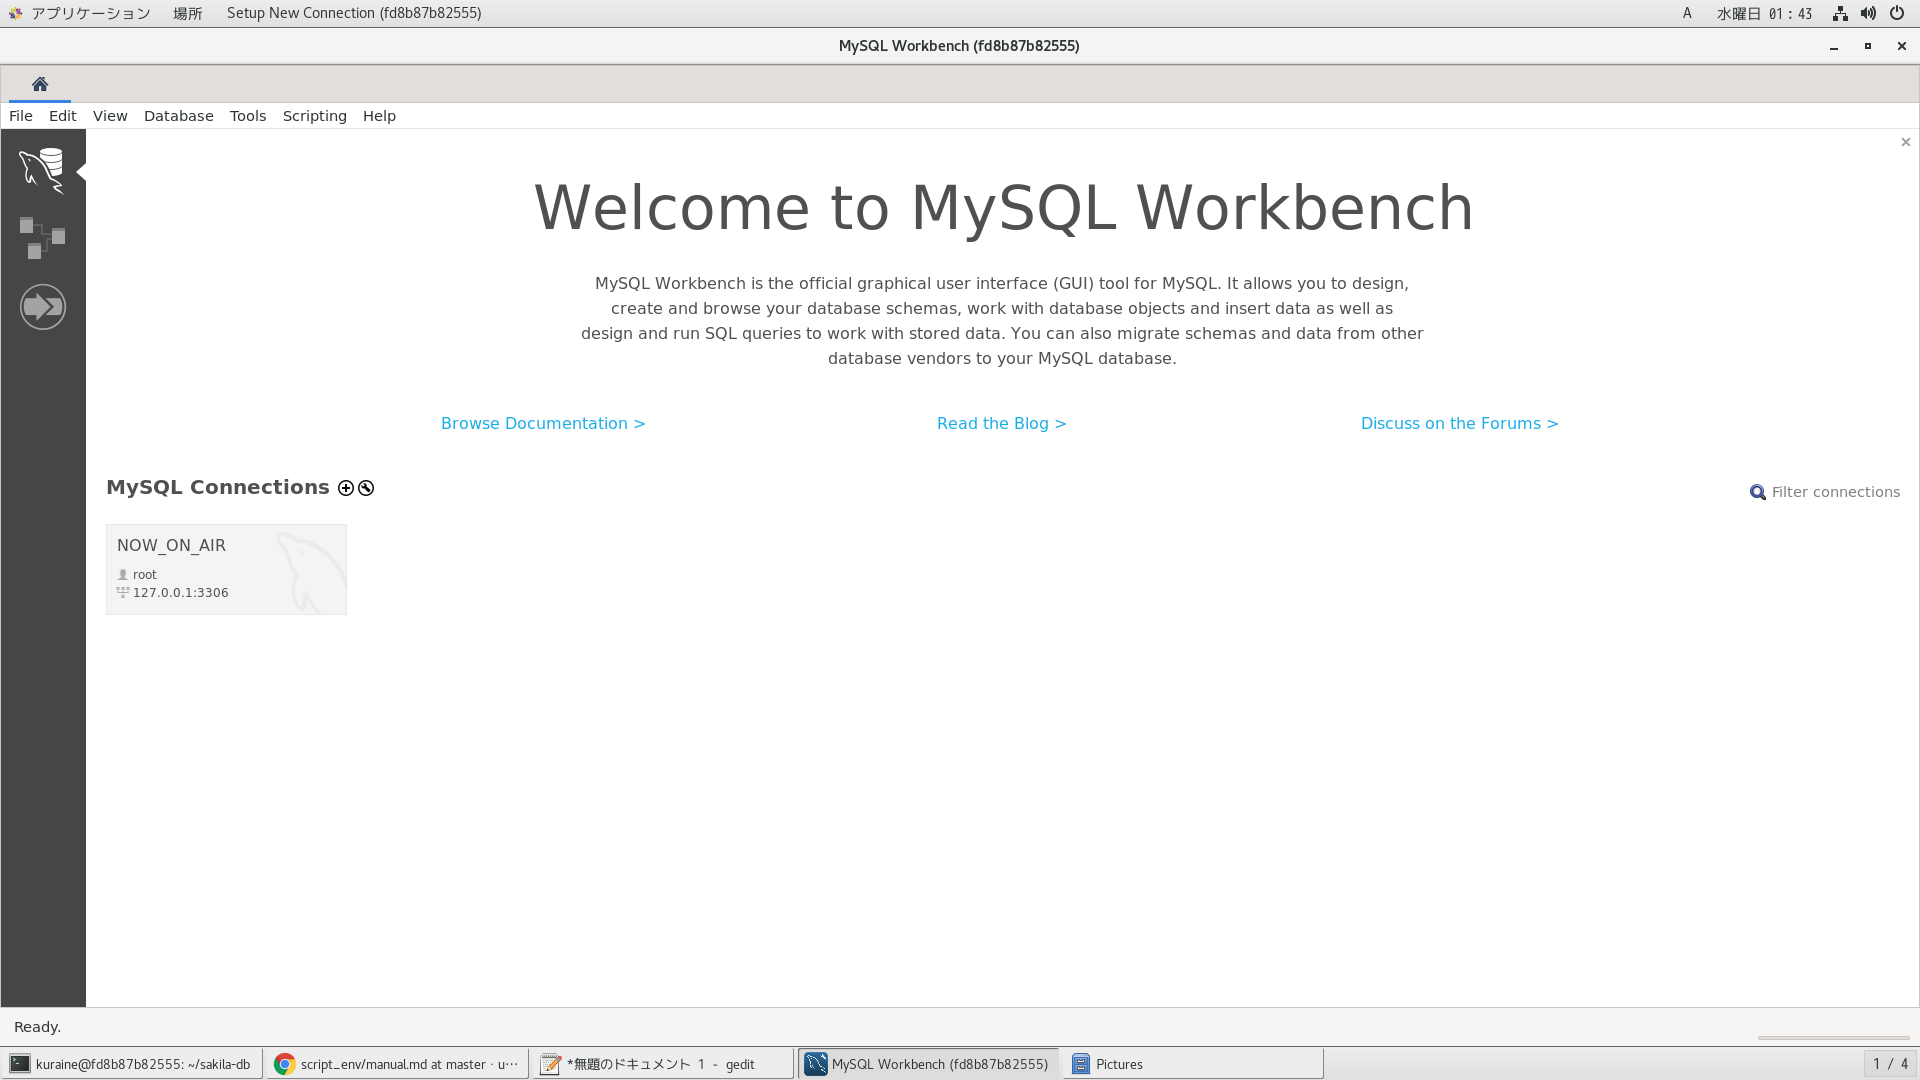 アプリケーション 場所 Setup New Connection (fd8b87b82555) A 水曜日 01：43
MySQL Workbench (fd8b87b82555)
File Edit View Database Tools Scripting Help
Welcome to MySQL Workbench
MySQL Workbench is the official graphical user interface (GUI) tool for MySQL. It allows you to design,
create and browse your database schemas, work with database objects and insert data as well as
design and run SQL queries to work with stored data. You can also migrate schemas and data from other
database vendors to your MySQL database.
Browse Documentation > Read the Blog > Discuss on the Forums >
MySQL Connections Filter connections
NOW_ON_AIR
root
127.0.0.1:3306
Ready.
kuraine@fd8b87b82555: ~/sakila-db script_env/manual.md at master · u… *無題のドキュメント 1 - gedit MySQL Workbench (fd8b87b82555) Pictures 1 / 4